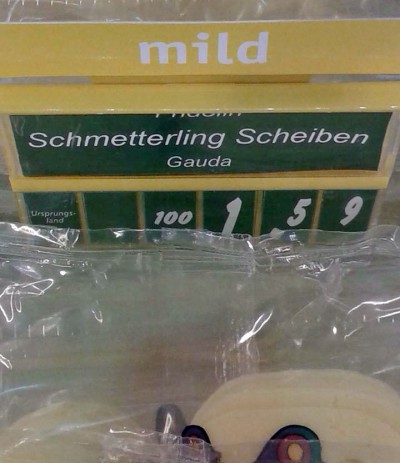 mild
Schmetterling Scheiben
Gauda
Ursprungs-
land
100 1 5 9